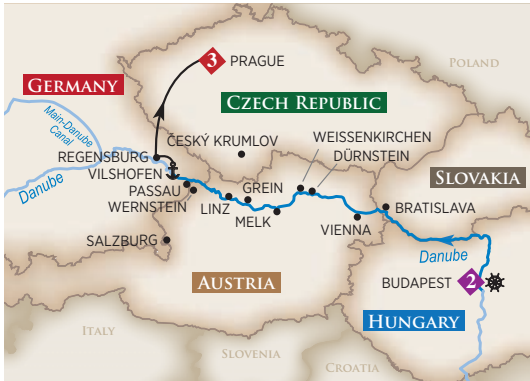 POLAND
GERMANY
3 PRAGUE
CZECH REPUBLIC
Main-Danube
Canal
WEISSENKIRCHEN
ČESKÝ KRUMLOV
DÜRNSTEIN
REGENSBURG
VILSHOFEN
Danube
PASSAU
WERNSTEIN
GREIN
LINZ
MELK
SLOVAKIA
BRATISLAVA
VIENNA
SALZBURG
Danube
AUSTRIA
BUDAPEST 2
HUNGARY
ITALY
SLOVENIA
CROATIA